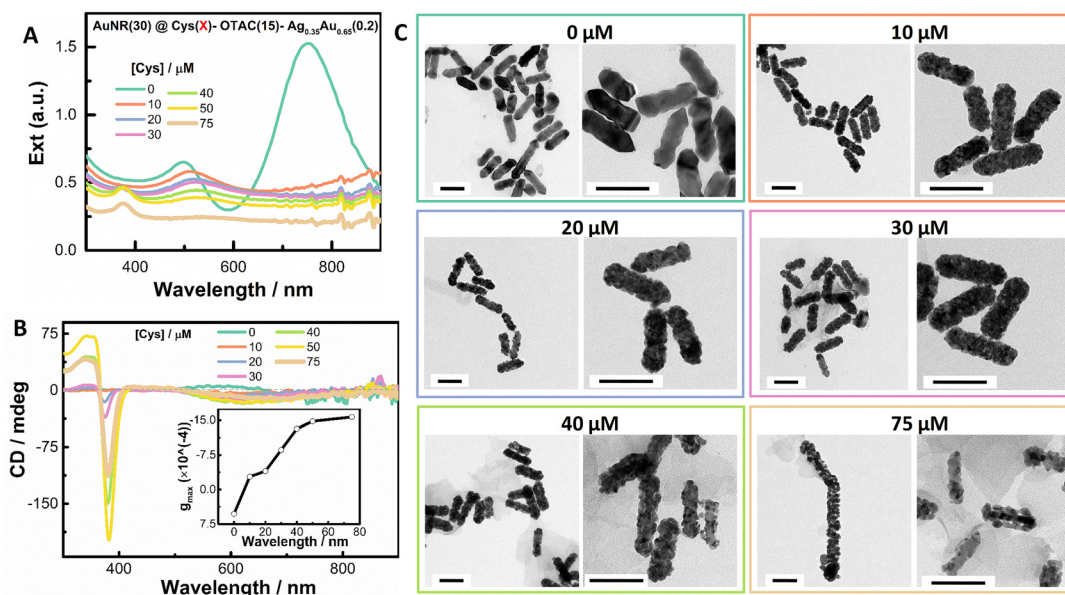 A
AuNR(30) @ Cys(X)- OTAC(15)- Ag0.35Au0.65(0.2)
[Cys] / μM
0
10
20
30
40
50
75
Ext (a.u.)
1.5
1.0
0.5
0.0
400
600
800
Wavelength / nm
B
[Cys] / μM
0
10
20
30
40
50
75
CD / mdeg
75
0
-75
-150
400
600
800
Wavelength / nm
gmax (×10^(-4))
-15.0
-7.5
0.0
7.5
0
20
40
60
80
Wavelength / nm
C
0 μM
10 μM
20 μM
30 μM
40 μM
75 μM